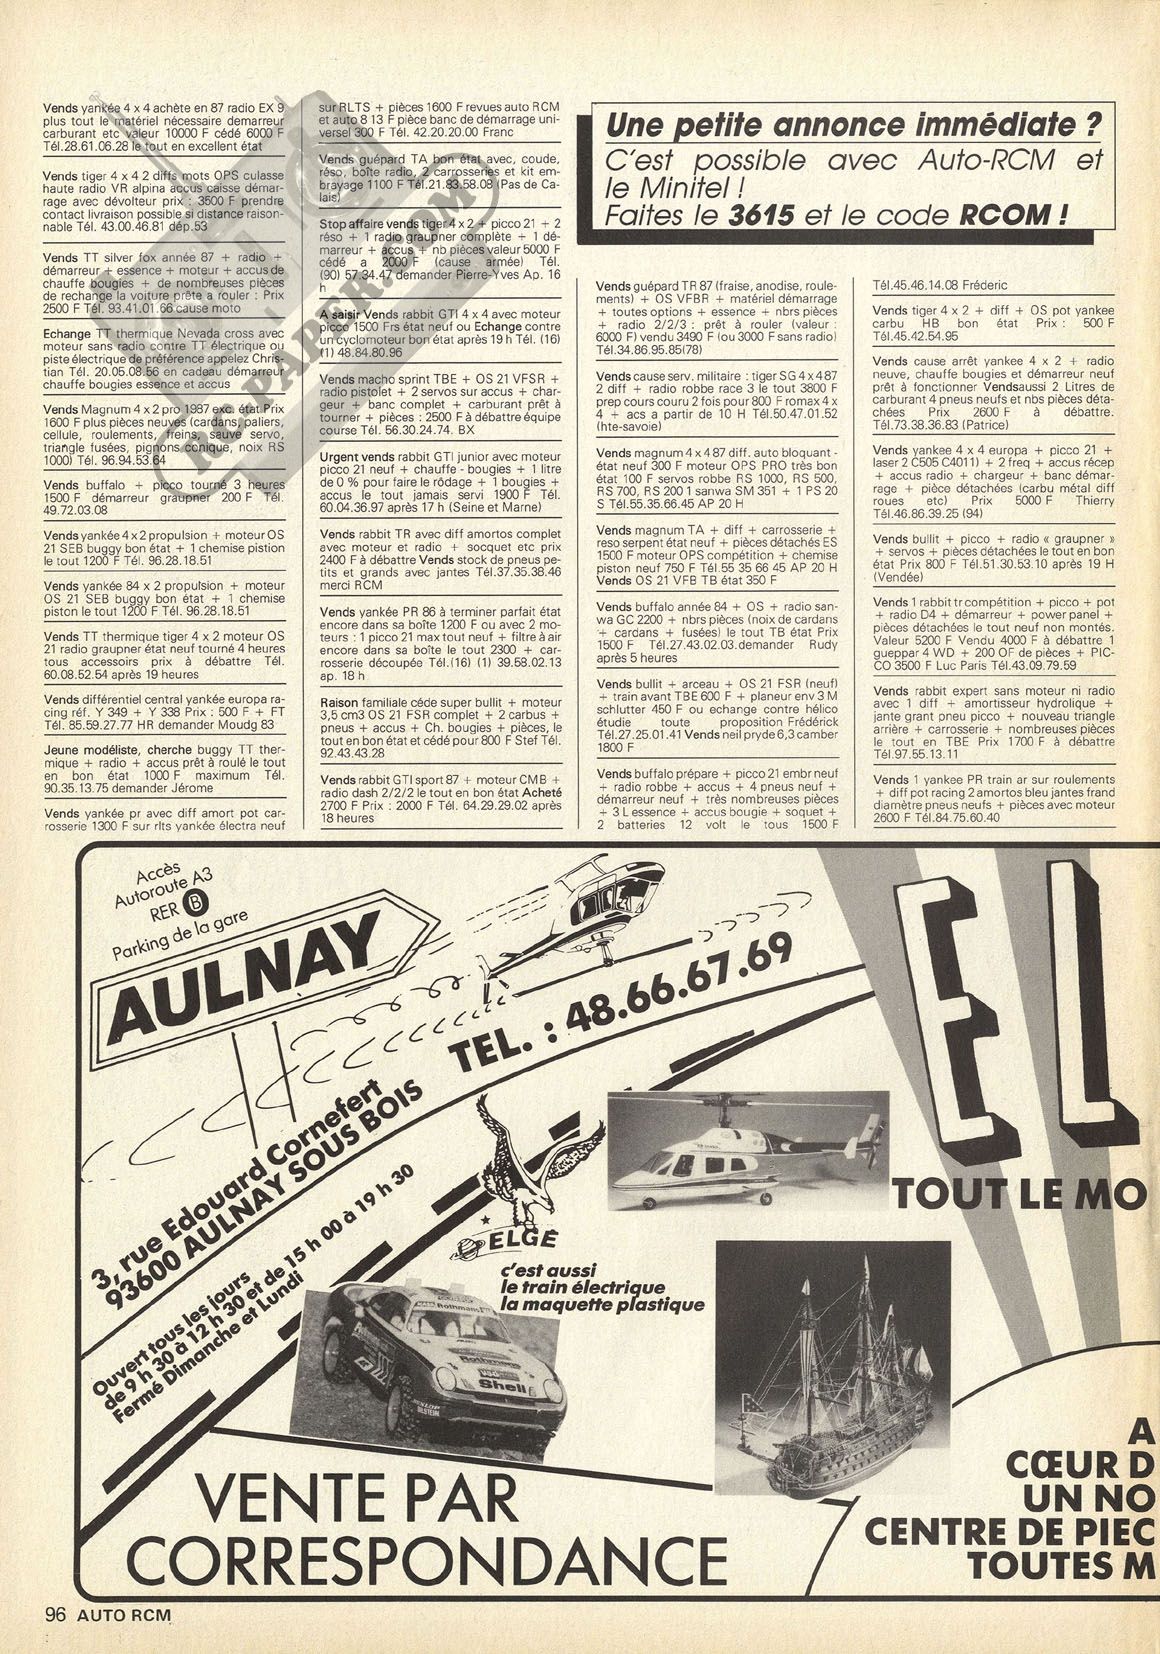 Vends yankée 4 x 4 achète en 87 radio EX 9
plus tout le matériel nécessaire demarreur
carburant etc valeur 10000 F cédé 6000 F
Tél.28.61.06.28 le tout en excellent état
Vends tiger 4 x 4 2 diffs mots OPS culasse
haute radio VR alpina accus caisse démar-
rage avec dévolteur prix : 3500 F prendre
contact livraison possible si distance raison-
nable Tél. 43.00.46.81 dép.53
Vends TT silver fox année 87 + radio +
démarreur + essence + moteur + accus de
chauffe bougies + de nombreuses pièces
de rechange la voiture prête a rouler : Prix
2500 F Tél. 93.41.01.66 cause moto
Echange TT thermique Nevada cross avec
moteur sans radio contre TT électrique ou
piste électrique de préférence appelez Chris-
tian Tél. 20.05.08.56 en cadeau démarreur
chauffe bougies essence et accus
Vends Magnum 4 x 2 pro 1987 exc état Prix
1600 F plus pièces neuves (cardans, paliers,
cellule, roulements, freins, sauve servo,
triangle fusées, pignons conique, noix RS
1000) Tél. 96.94.53.64
Vends buffalo + picco tourné 3 heures
1500 F démarreur graupner 200 F Tél.
49.72.03.08
Vends yankée 4 x 2 propulsion + moteur OS
21 SEB buggy bon état + 1 chemise pistion
le tout 1200 F Tél. 96.28.18.51
Vends yankée 84 x 2 propulsion + moteur
OS 21 SEB buggy bon état + 1 chemise
piston le tout 1200 F Tél. 96.28.18.51
Vends TT thermique tiger 4 x 2 moteur OS
21 radio graupner état neuf tourné 4 heures
tous accessoirs prix à débattre Tél.
60.08.52.54 après 19 heures
Vends différentiel central yankée europa ra-
cing réf. Y 349 + Y 338 Prix : 500 F + FT
Tél. 85.59.27.77 HR demander Moudg 83
Jeune modéliste, cherche buggy TT ther-
mique + radio + accus prêt à roulé le tout
en bon état 1000 F maximum Tél.
90.35.13.75 demander Jérome
Vends yankée pr avec diff amort pot car-
rosserie 1300 F sur rlts yankée électra neuf
sur RLTS + pièces 1600 F revues auto RCM
et auto 8 13 F pièce banc de démarage uni-
versel 300 F Tél. 42.20.20.00 Franc
Vends guépard TA bon état avec, coude,
réso, boîte radio, 2 carrosseries et kit em-
brayage 1100 F Tél.21.83.58.08 (Pas de Ca-
lais)
Stop affaire vends tiger 4 x 2 + picco 21 + 2
réso + 1 radio graupner complète + 1 dé-
marreur + accus + nb pièces valeur 5000 F
cédé a 2000 F (cause armée) Tél.
(90) 57.34.47 demander Pierre-Yves Ap. 16
h
A saisir Vends rabbit GTI 4 x 4 avec moteur
picco 1500 Frs état neuf ou Echange contre
un cyclomoteur bon état après 19 h Tél. (16)
(1) 48.84.80.96
Vends macho sprint TBE + OS 21 VFSR +
radio pistolet + 2 servos sur accus + char-
geur + banc complet + carburant prêt à
tourner + pièces : 2500 F à débattre équipe
course Tél. 56.30.24.74. BX
Urgent vends rabbit GTI junior avec moteur
picco 21 neuf + chauffe - bougies + 1 litre
de 0 % pour faire le rôdage + 1 bougies +
accus le tout jamais servi 1900 F Tél.
60.04.36.97 après 17 h (Seine et Marne)
Vends rabbit TR avec diff amortos complet
avec moteur et radio + socquet etc prix
2400 F à débattre Vends stock de pneus pe-
tits et grands avec jantes Tél.37.35.38.46
merci RCM
Vends yankée PR 86 à terminer parfait état
encore dans sa boîte 1200 F ou avec 2 mo-
teurs : 1 picco 21 max tout neuf + filtre à air
encore dans sa boîte le tout 2300 + car-
rosserie découpée Tél.(16) (1) 39.58.02.13
ap. 18 h
Raison familiale céde super bullit + moteur
3,5 cm3 OS 21 FSR complet + 2 carbus +
pneus + accus + Ch. bougies + pièces, le
tout en bon état et cédé pour 800 F Stef Tél.
92.43.43.28
Vends rabbit GTI sport 87 + moteur CMB +
radio dash 2/2/2 le tout en bon état Acheté
2700 F Prix : 2000 F Tél. 64.29.29.02 après
18 heures
Une petite annonce immédiate ?
C'est possible avec Auto-RCM et
le Minitel !
Faites le 3615 et le code RCOM !
Vends guépard TR 87 (fraise, anodise, roule-
ments) + OS VFBR + matériel démarrage
+ toutes options + essence + nbrs pièces
+ radio 2/2/3 : prêt à rouler (valeur :
6000 F) vendu 3490 F (ou 3000 F sans radio)
Tél.34.86.95.85(78)
Vends cause serv. militaire : tiger SG 4 x 4 87
2 diff + radio robbe race 3 le tout 3800 F
prep cours couru 2 fois pour 800 F romax 4 x
4 + acs a partir de 10 H Tél.50.47.01.52
(hte-savoie)
Vends magnum 4 x 4 87 diff. auto bloquant -
état neuf 300 F moteur OPS PRO très bon
état 100 F servos robbe RS 1000, RS 500,
RS 700, RS 200 1 sanwa SM 351 + 1 PS 20
S Tél.55.35.66.45 AP 20 H
Vends magnum TA + diff + carrosserie +
reso serpent état neuf + pièces détachés ES
1500 F moteur OPS compétition + chemise
piston neuf 750 F Tél.55 35 66 45 AP 20 H
Vends OS 21 VFB TB état 350 F
Vends buffalo année 84 + OS + radio san-
wa GC 2200 + nbrs pièces (noix de cardans
+ cardans + fusées) le tout TB état Prix
1500 F Tél.27.43.02.03.demander Rudy
après 5 heures
Vends bullit + arceau + OS 21 FSR (neuf)
+ train avant TBE 600 F + planeur env 3 M
schlutter 450 F ou echange contre hélico
étudie toute proposition Frédérick
Tél.27.25.01.41 Vends neil pryde 6,3 camber
1800 F
Vends buffalo prépare + picco 21 embr neuf
+ radio robbe + accus + 4 pneus neuf +
démarreur neuf + très nombreuses pièces
+ 3 L essence + accus bougie + soquet +
2 batteries 12 volt le tous 1500 F
Tél.45.46.14.08 Fréderic
Vends tiger 4 x 2 + diff + OS pot yankee
carbu HB bon état Prix : 500 F
Tél.45.42.54.95
Vends cause arrêt yankee 4 x 2 + radio
neuve, chauffe bougies et démarreur neuf
prêt à fonctionner Vendsaussi 2 Litres de
carburant 4 pneus neufs et nbs pièces déta-
chées Prix 2600 F à débattre.
Tél.73.38.36.83 (Patrice)
Vends yankee 4 x 4 europa + picco 21 +
laser 2 C505 C4011) + 2 freq + accus récep
+ accus radio + chargeur + banc démar-
rage + pièce détachées (carbu métal diff
roues etc) Prix 5000 F Thierry
Tél.46.86.39.25 (94)
Vends bullit + picco + radio « graupner »
+ servos + pièces détachées le tout en bon
état Prix 800 F Tél.51.30.53.10 après 19 H
(Vendée)
Vends 1 rabbit tr compétition + picco + pot
+ radio D4 + démarreur + power panel +
pièces détachées le tout neuf non montés.
Valeur 5200 F Vendu 4000 F à débattre 1
gueppar 4 WD + 200 OF de pièces + PIC-
CO 3500 F Luc Paris Tél.43.09.79.59
Vends rabbit expert sans moteur ni radio
avec 1 diff + amortisseur hydrolique +
jante grant pneu picco + nouveau triangle
arrière + carrosserie + nombreuses pièces
le tout en TBE Prix 1700 F à débattre
Tél.97.55.13.11
Vends 1 yankee PR train ar sur roulements
+ diff pot racing 2 amortos bleu jantes frand
diamètre pneus neufs + pièces avec moteur
2600 F Tél.84.75.60.40
RC-PAPER.COM
Accès
Autoroute A3
RER B
Parking de la gare
AULNAY
TEL. : 48.66.67.69
3, rue Edouard Cornefert
93600 AULNAY SOUS BOIS
Ouvert tous les jours
de 9 h 30 à 12 h 30 et de 15 h 00 à 19 h 30
Fermé Dimanche et Lundi
ELGÉ
c'est aussi
le train électrique
la maquette plastique
Rothmans
Rothmans
Shell
DUNLOP
BILSTEIN
EL
TOUT LE MO
VENTE PAR
CORRESPONDANCE
A
CŒUR D
UN NO
CENTRE DE PIEC
TOUTES M
96 AUTO RCM